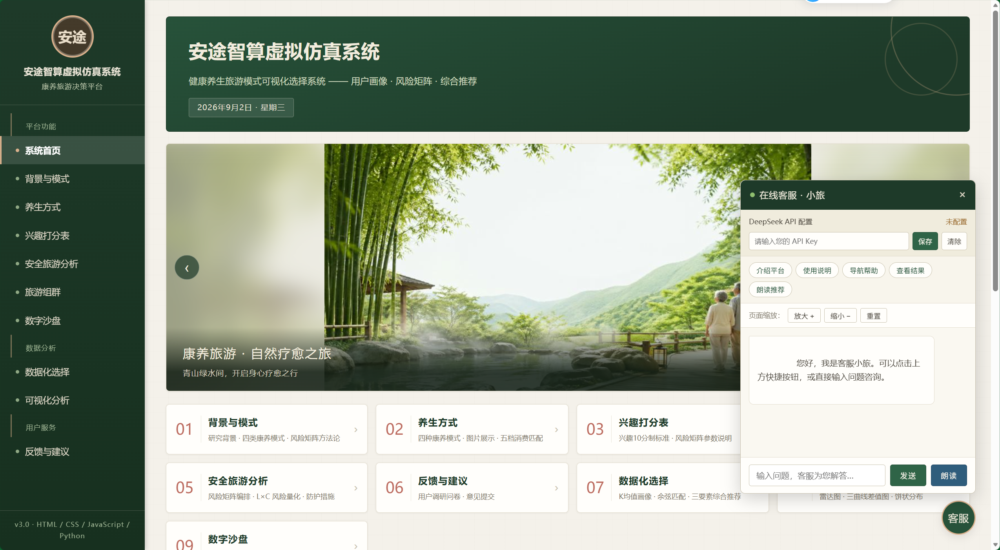 安途
安途智算虚拟仿真系统
康养旅游决策平台
平台功能
系统首页
背景与模式
养生方式
兴趣打分表
安全旅游分析
旅游组群
数字沙盘
数据分析
数据化选择
可视化分析
用户服务
反馈与建议
v3.0 · HTML / CSS / JavaScript /
Python
安途智算虚拟仿真系统
健康养生旅游模式可视化选择系统 —— 用户画像 · 风险矩阵 · 综合推荐
2026年9月2日 · 星期三
康养旅游 · 自然疗愈之旅
青山绿水间，开启身心疗愈之行
01
背景与模式
研究背景 · 四类康养模式 · 风险矩阵方法论
02
养生方式
四种康养模式 · 图片展示 · 五档消费匹配
03
兴趣打分表
兴趣10分制标准 · 风险矩阵参数说明
05
安全旅游分析
风险矩阵编排 · L×C 风险量化 · 防护措施
06
反馈与建议
用户调研问卷 · 意见提交
07
数据化选择
K均值画像 · 余弦匹配 · 三要素综合推荐
雷达图 · 三曲线差值图 · 饼状分布
09
数字沙盘
在线客服 · 小旅
×
DeepSeek API 配置
未配置
请输入您的 API Key
保存
清除
介绍平台
使用说明
导航帮助
查看结果
朗读推荐
页面缩放：
放大 +
缩小 −
重置
您好，我是客服小旅。可以点击上
方快捷按钮，或直接输入问题咨询。
输入问题，客服为您解答...
发送
朗读
客服